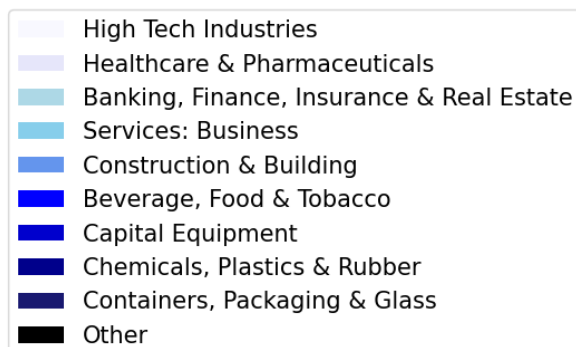 High Tech Industries
Healthcare & Pharmaceuticals
Banking, Finance, Insurance & Real Estate
Services: Business
Construction & Building
Beverage, Food & Tobacco
Capital Equipment
Chemicals, Plastics & Rubber
Containers, Packaging & Glass
Other